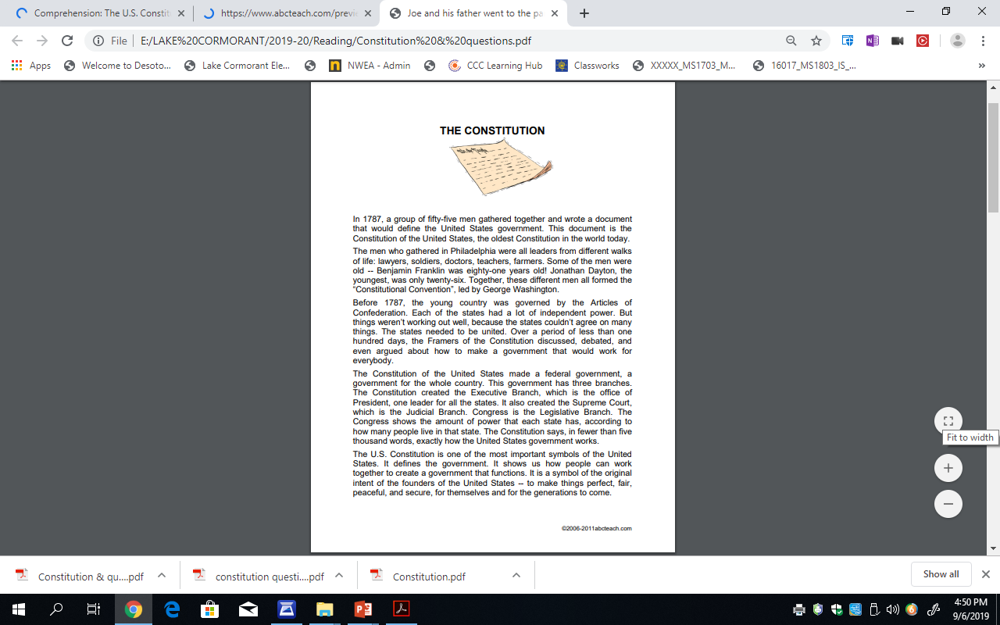 Comprehension: The U.S. Constit
https://www.abcteach.com/previe
Joe and his father went to the pa
File | E:/LAKE%20CORMORANT/2019-20/Reading/Constitution%20&%20questions.pdf
Apps
Welcome to Desoto...
Lake Cormorant Ele...
NWEA - Admin
CCC Learning Hub
Classworks
XXXXX_MS1703_M...
16017_MS1803_IS_...
»
THE CONSTITUTION
In 1787, a group of fifty-five men gathered together and wrote a document
that would define the United States government. This document is the
Constitution of the United States, the oldest Constitution in the world today.
The men who gathered in Philadelphia were all leaders from different walks
of life: lawyers, soldiers, doctors, teachers, farmers. Some of the men were
old -- Benjamin Franklin was eighty-one years old! Jonathan Dayton, the
youngest, was only twenty-six. Together, these different men all formed the
“Constitutional Convention”, led by George Washington.
Before 1787, the young country was governed by the Articles of
Confederation. Each of the states had a lot of independent power. But
things weren’t working out well, because the states couldn’t agree on many
things. The states needed to be united. Over a period of less than one
hundred days, the Framers of the Constitution discussed, debated, and
even argued about how to make a government that would work for
everybody.
The Constitution of the United States made a federal government, a
government for the whole country. This government has three branches.
The Constitution created the Executive Branch, which is the office of
President, one leader for all the states. It also created the Supreme Court,
which is the Judicial Branch. Congress is the Legislative Branch. The
Congress shows the amount of power that each state has, according to
how many people live in that state. The Constitution says, in fewer than five
thousand words, exactly how the United States government works.
The U.S. Constitution is one of the most important symbols of the United
States. It defines the government. It shows us how people can work
together to create a government that functions. It is a symbol of the original
intent of the founders of the United States -- to make things perfect, fair,
peaceful, and secure, for themselves and for the generations to come.
©2006-2011abcteach.com
Fit to width
Constitution & qu....pdf
constitution questi....pdf
Constitution.pdf
Show all
4:50 PM
9/6/2019